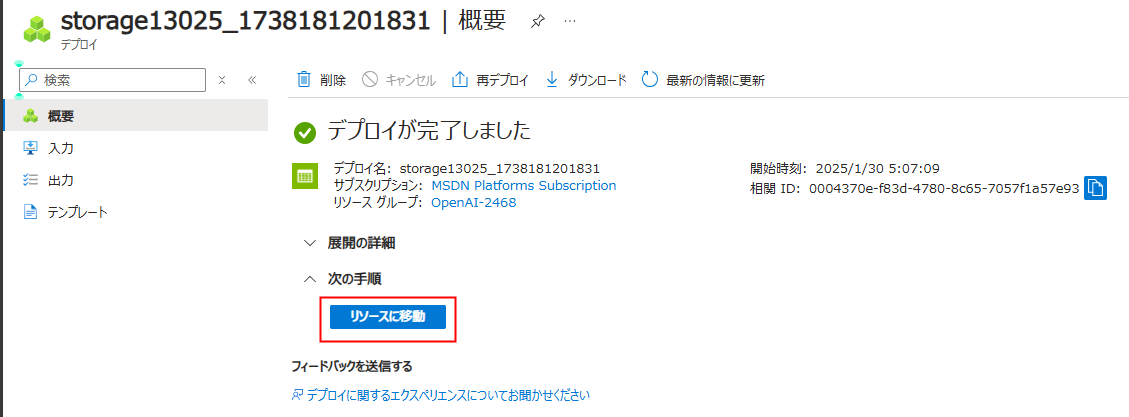 storage13025_1738181201831 | 概要
デプロイ
検索
削除 キャンセル 再デプロイ ダウンロード 最新の情報に更新
概要
入力
出力
テンプレート
デプロイが完了しました
デプロイ名: storage13025_1738181201831
サブスクリプション: MSDN Platforms Subscription
リソース グループ: OpenAI-2468
開始時刻: 2025/1/30 5:07:09
相関 ID: 0004370e-f83d-4780-8c65-7057f1a57e93
展開の詳細
次の手順
リソースに移動
フィードバックを送信する
デプロイに関するエクスペリエンスについてお聞かせください